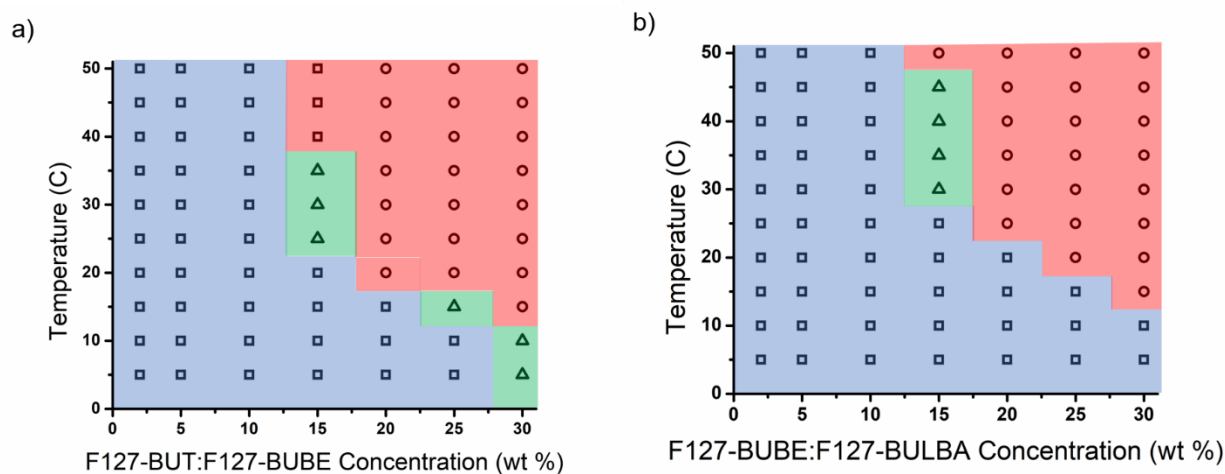 a)
50
40
30
20
10
0
Temperature (C)
0 5 10 15 20 25 30
F127-BUT:F127-BUBE Concentration (wt %)
b)
50
40
30
20
10
0
Temperature (C)
0 5 10 15 20 25 30
F127-BUBE:F127-BULBA Concentration (wt %)